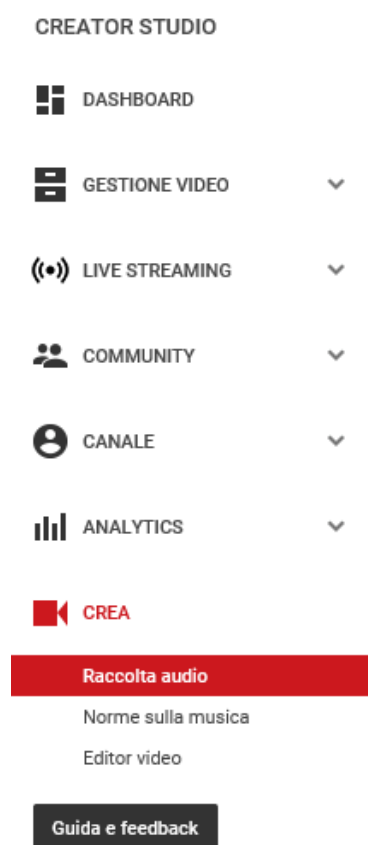 CREATOR STUDIO
DASHBOARD
GESTIONE VIDEO
LIVE STREAMING
COMMUNITY
CANALE
ANALYTICS
CREA
Raccolta audio
Norme sulla musica
Editor video
Guida e feedback